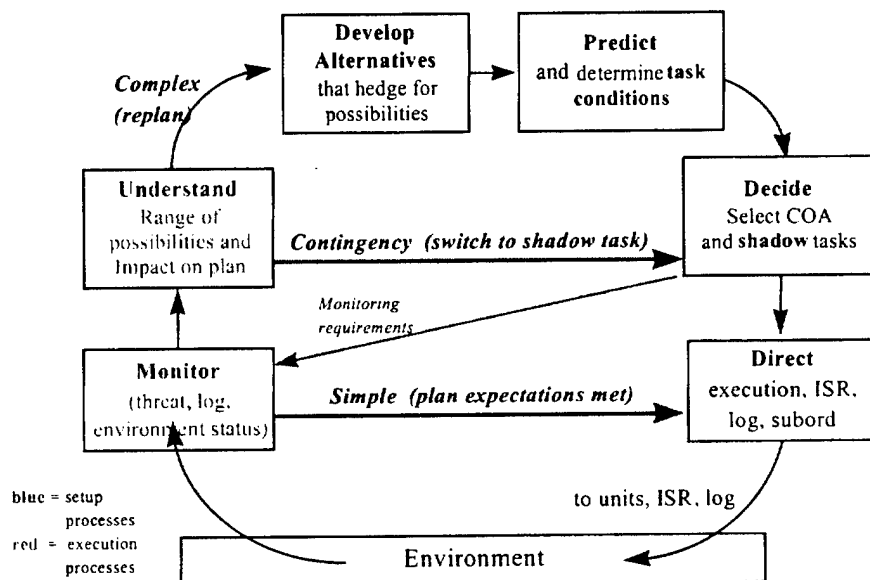 Develop
Alternatives
that hedge for
possibilities
Predict
and determine task
conditions
Complex
(replan)
Understand
Range of
possibilities and
Impact on plan
Contingency (switch to shadow task)
Decide
Select COA
and shadow tasks
Monitoring
requirements
Monitor
(threat, log,
environment status)
Simple (plan expectations met)
Direct
execution, ISR,
log, subord
blue = setup
processes
red = execution
processes
to units, ISR, log
Environment